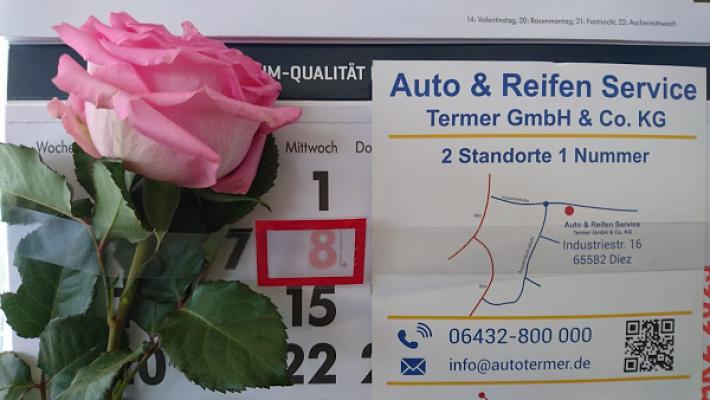 14: Valentinstag, 20: Rosenmontag, 21: Fastnacht, 22: Aschermittwoch
UM-QUALITÄT
Auto & Reifen Service
Termer GmbH & Co. KG
2 Standorte 1 Nummer
Woche
Mittwoch
Do
1
7
8
15
22
Auto & Reifen Service
Termer GmbH & Co. KG
Industriestr. 16
65582 Diez
06432-800 000
info@autotermer.de